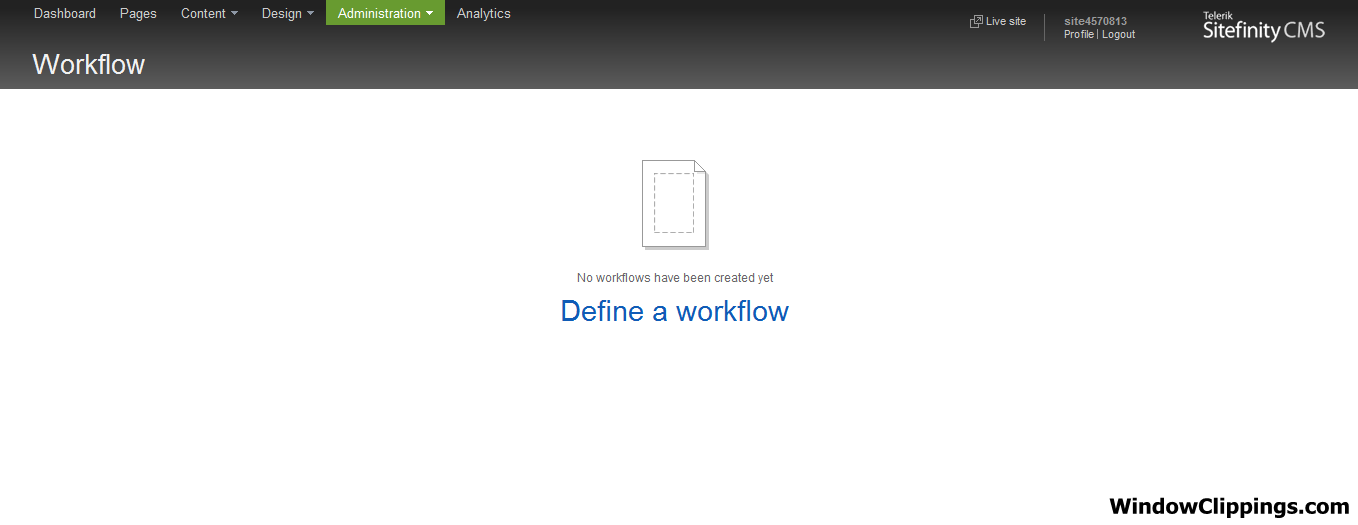 Dashboard Pages Content Design Administration Analytics
Live site
site4570813
Profile | Logout
Telerik
Sitefinity CMS
Workflow
No workflows have been created yet
Define a workflow
WindowClippings.com